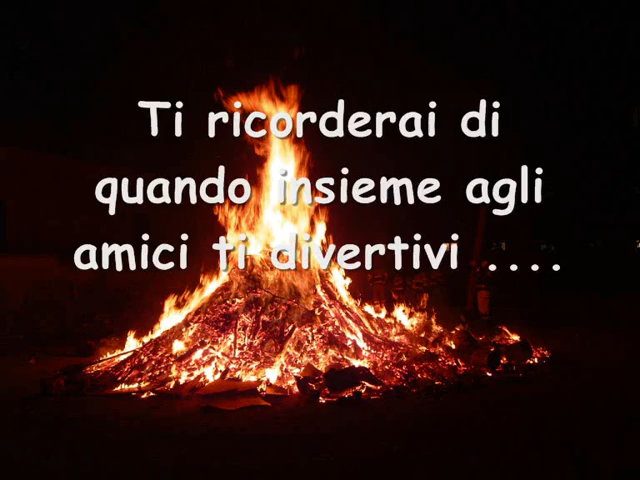 Ti ricorderai di
quando insieme agli
amici ti divertivi ....